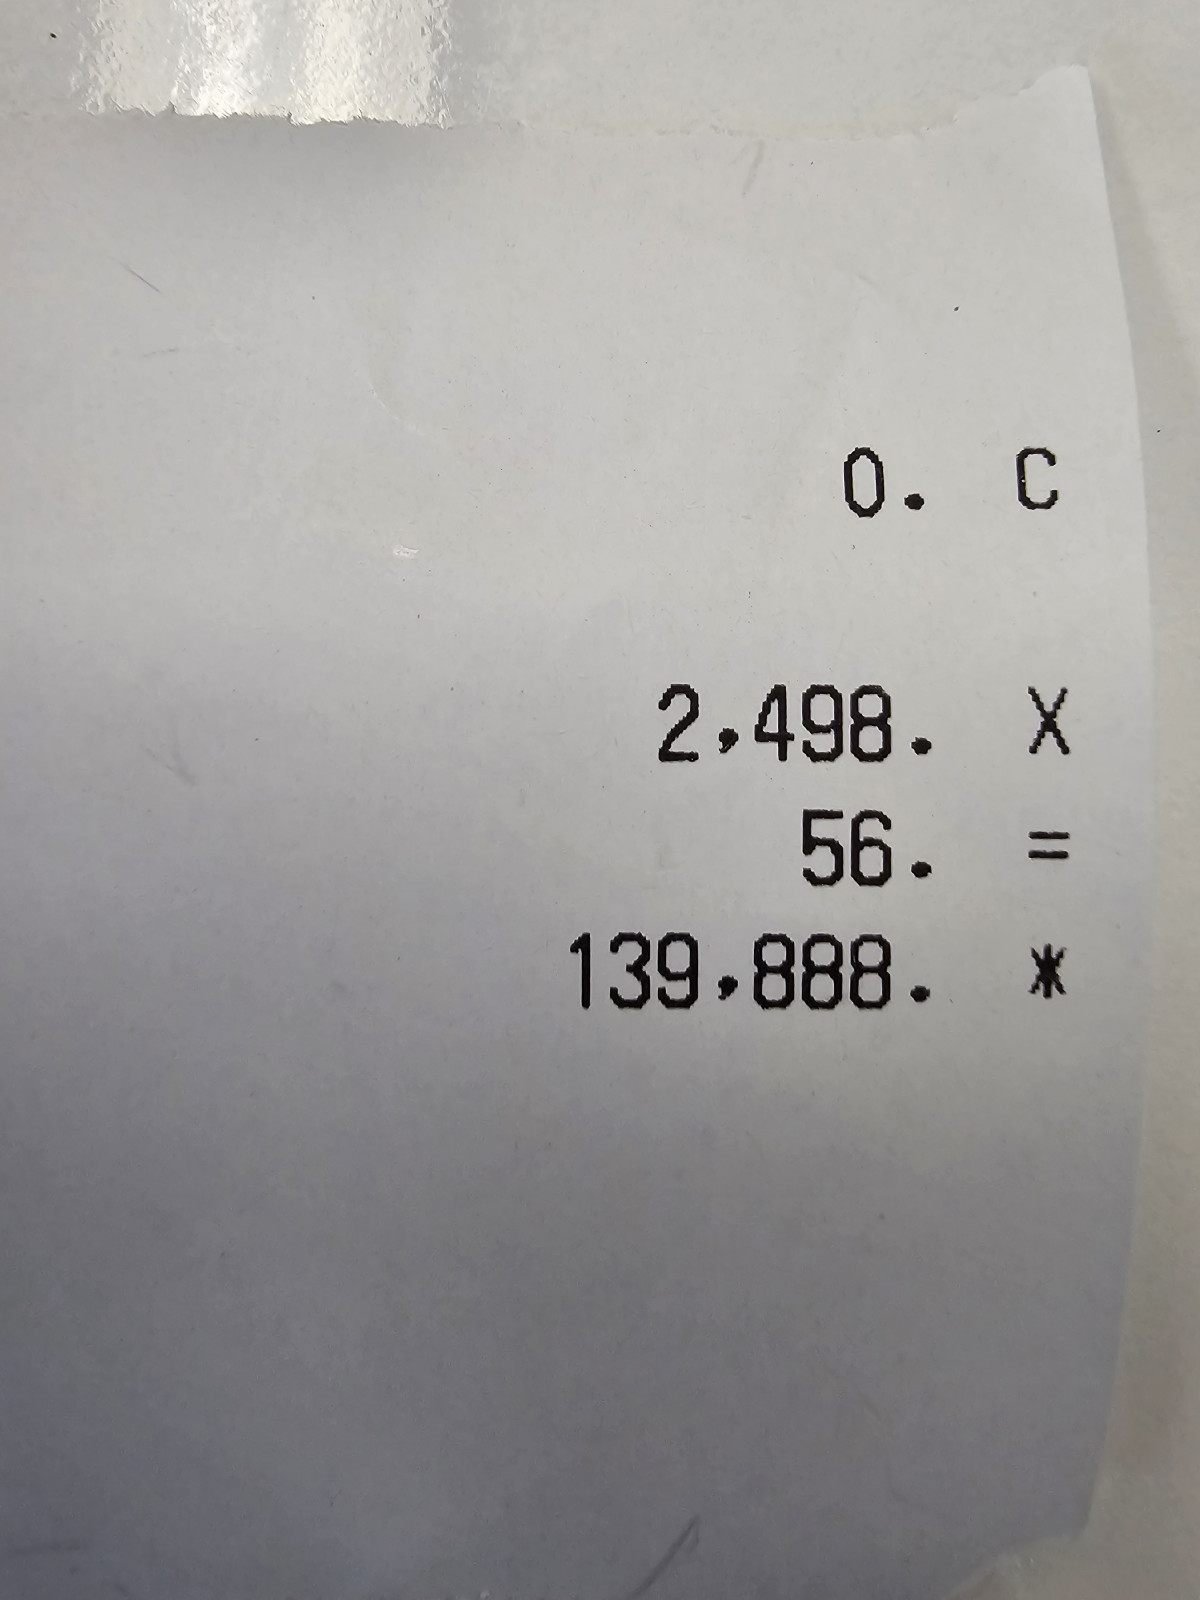 0. C
2,498. X
56. =
139,888. *